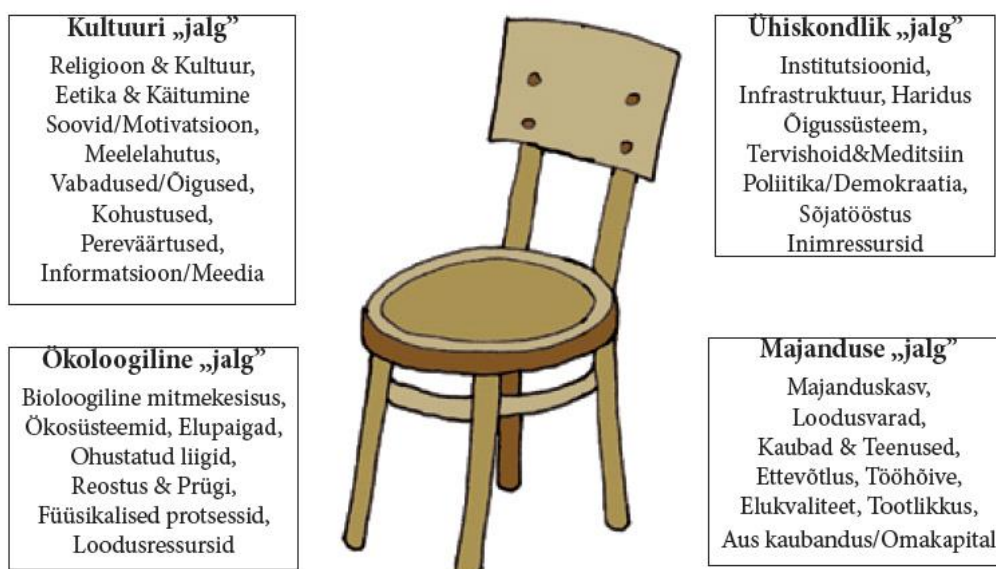 Kultuuri „jalg”
Religioon & Kultuur,
Eetika & Käitumine
Soovid/Motivatsioon,
Meelelahutus,
Vabadused/Õigused,
Kohustused,
Pereväärtused,
Informatsioon/Meedia
Ühiskondlik „jalg”
Institutsioonid,
Infrastruktuur, Haridus
Õigussüsteem,
Tervishoid&Meditsiin
Poliitika/Demokraatia,
Sõjatööstus
Inimressursid
Ökoloogiline „jalg”
Bioloogiline mitmekesisus,
Ökosüsteemid, Elupaigad,
Ohustatud liigid,
Reostus & Prügi,
Füüsikalised protsessid,
Loodusressursid
Majanduse „jalg”
Majanduskasv,
Loodusvarad,
Kaubad & Teenused,
Ettevõtlus, Tööhõive,
Elukvaliteet, Tootlikkus,
Aus kaubandus/Omakapital